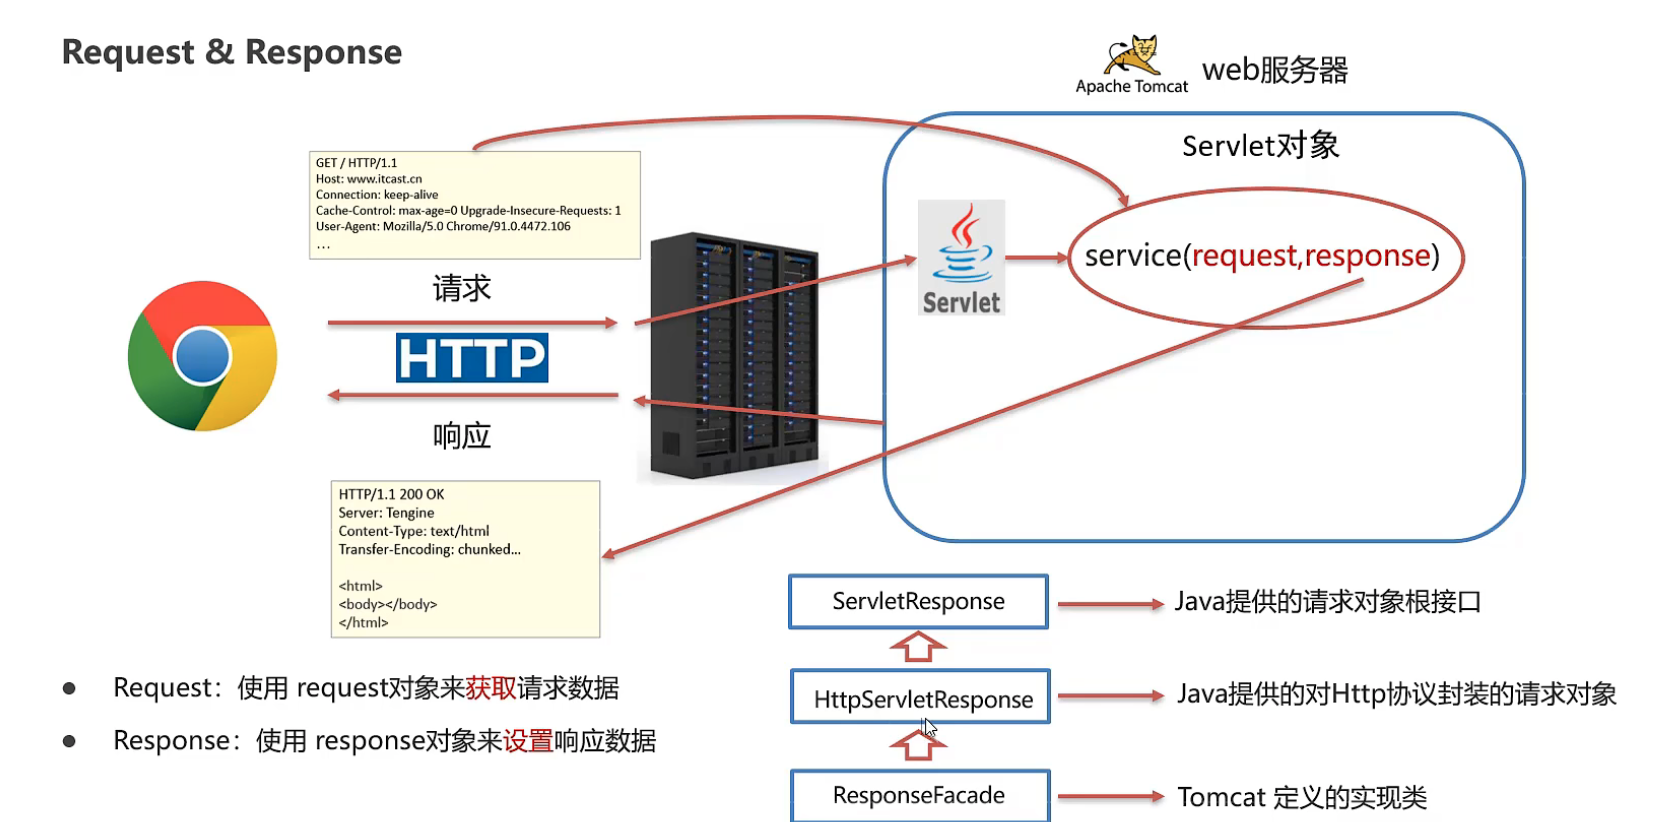 Request & Response
Apache Tomcat
web服务器
Servlet对象
GET / HTTP/1.1
Host: www.itcast.cn
Connection: keep-alive
Cache-Control: max-age=0 Upgrade-Insecure-Requests: 1
User-Agent: Mozilla/5.0 Chrome/91.0.4472.106
...
请求
HTTP
响应
Servlet
service(request,response)
HTTP/1.1 200 OK
Server: Tengine
Content-Type: text/html
Transfer-Encoding: chunked...
<html>
<body></body>
</html>
ServletResponse
Java提供的请求对象根接口
HttpServletResponse
Java提供的对Http协议封装的请求对象
ResponseFacade
Tomcat 定义的实现类
● Request：使用 request对象来获取请求数据
● Response：使用 response对象来设置响应数据